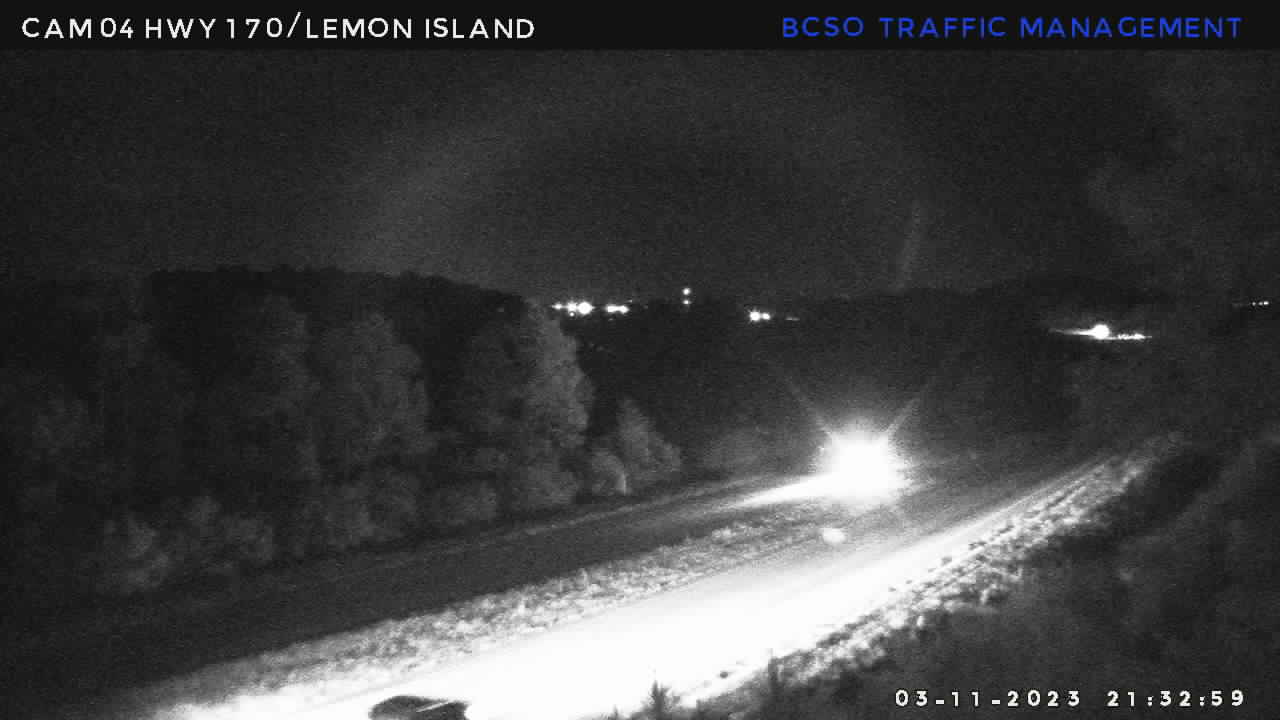 CAM04 HWY 170/LEMON ISLAND
BCSO TRAFFIC MANAGEMENT
03-11-2023 21:32:59